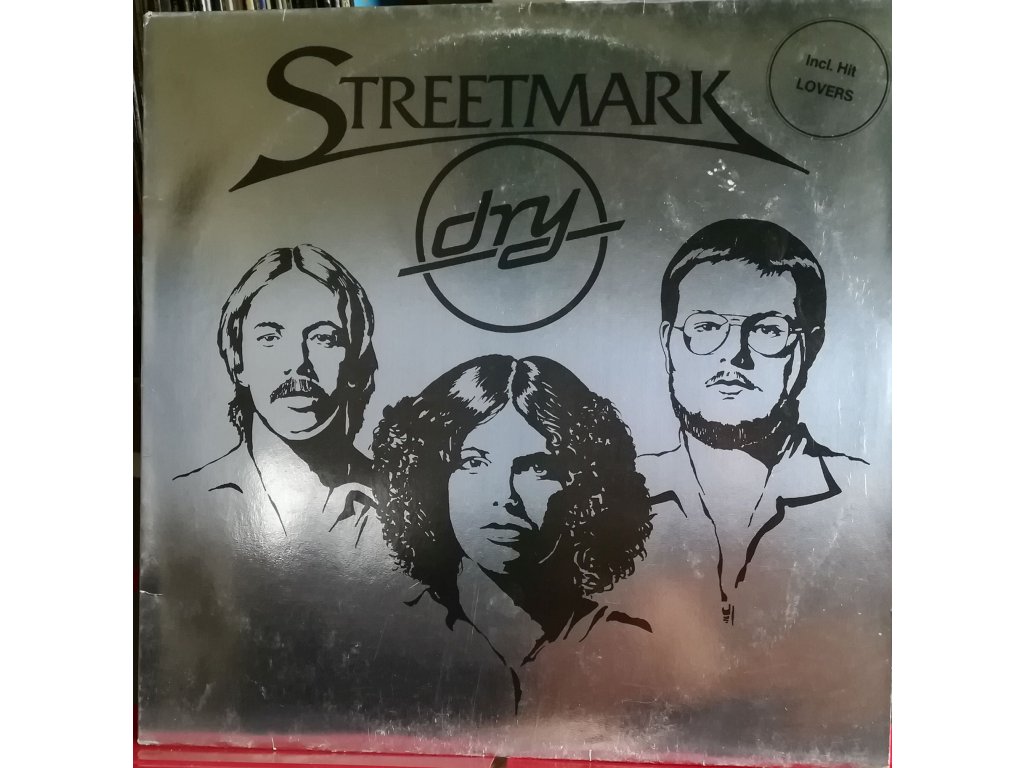 STREETMARK
dry
Incl. Hit
LOVERS